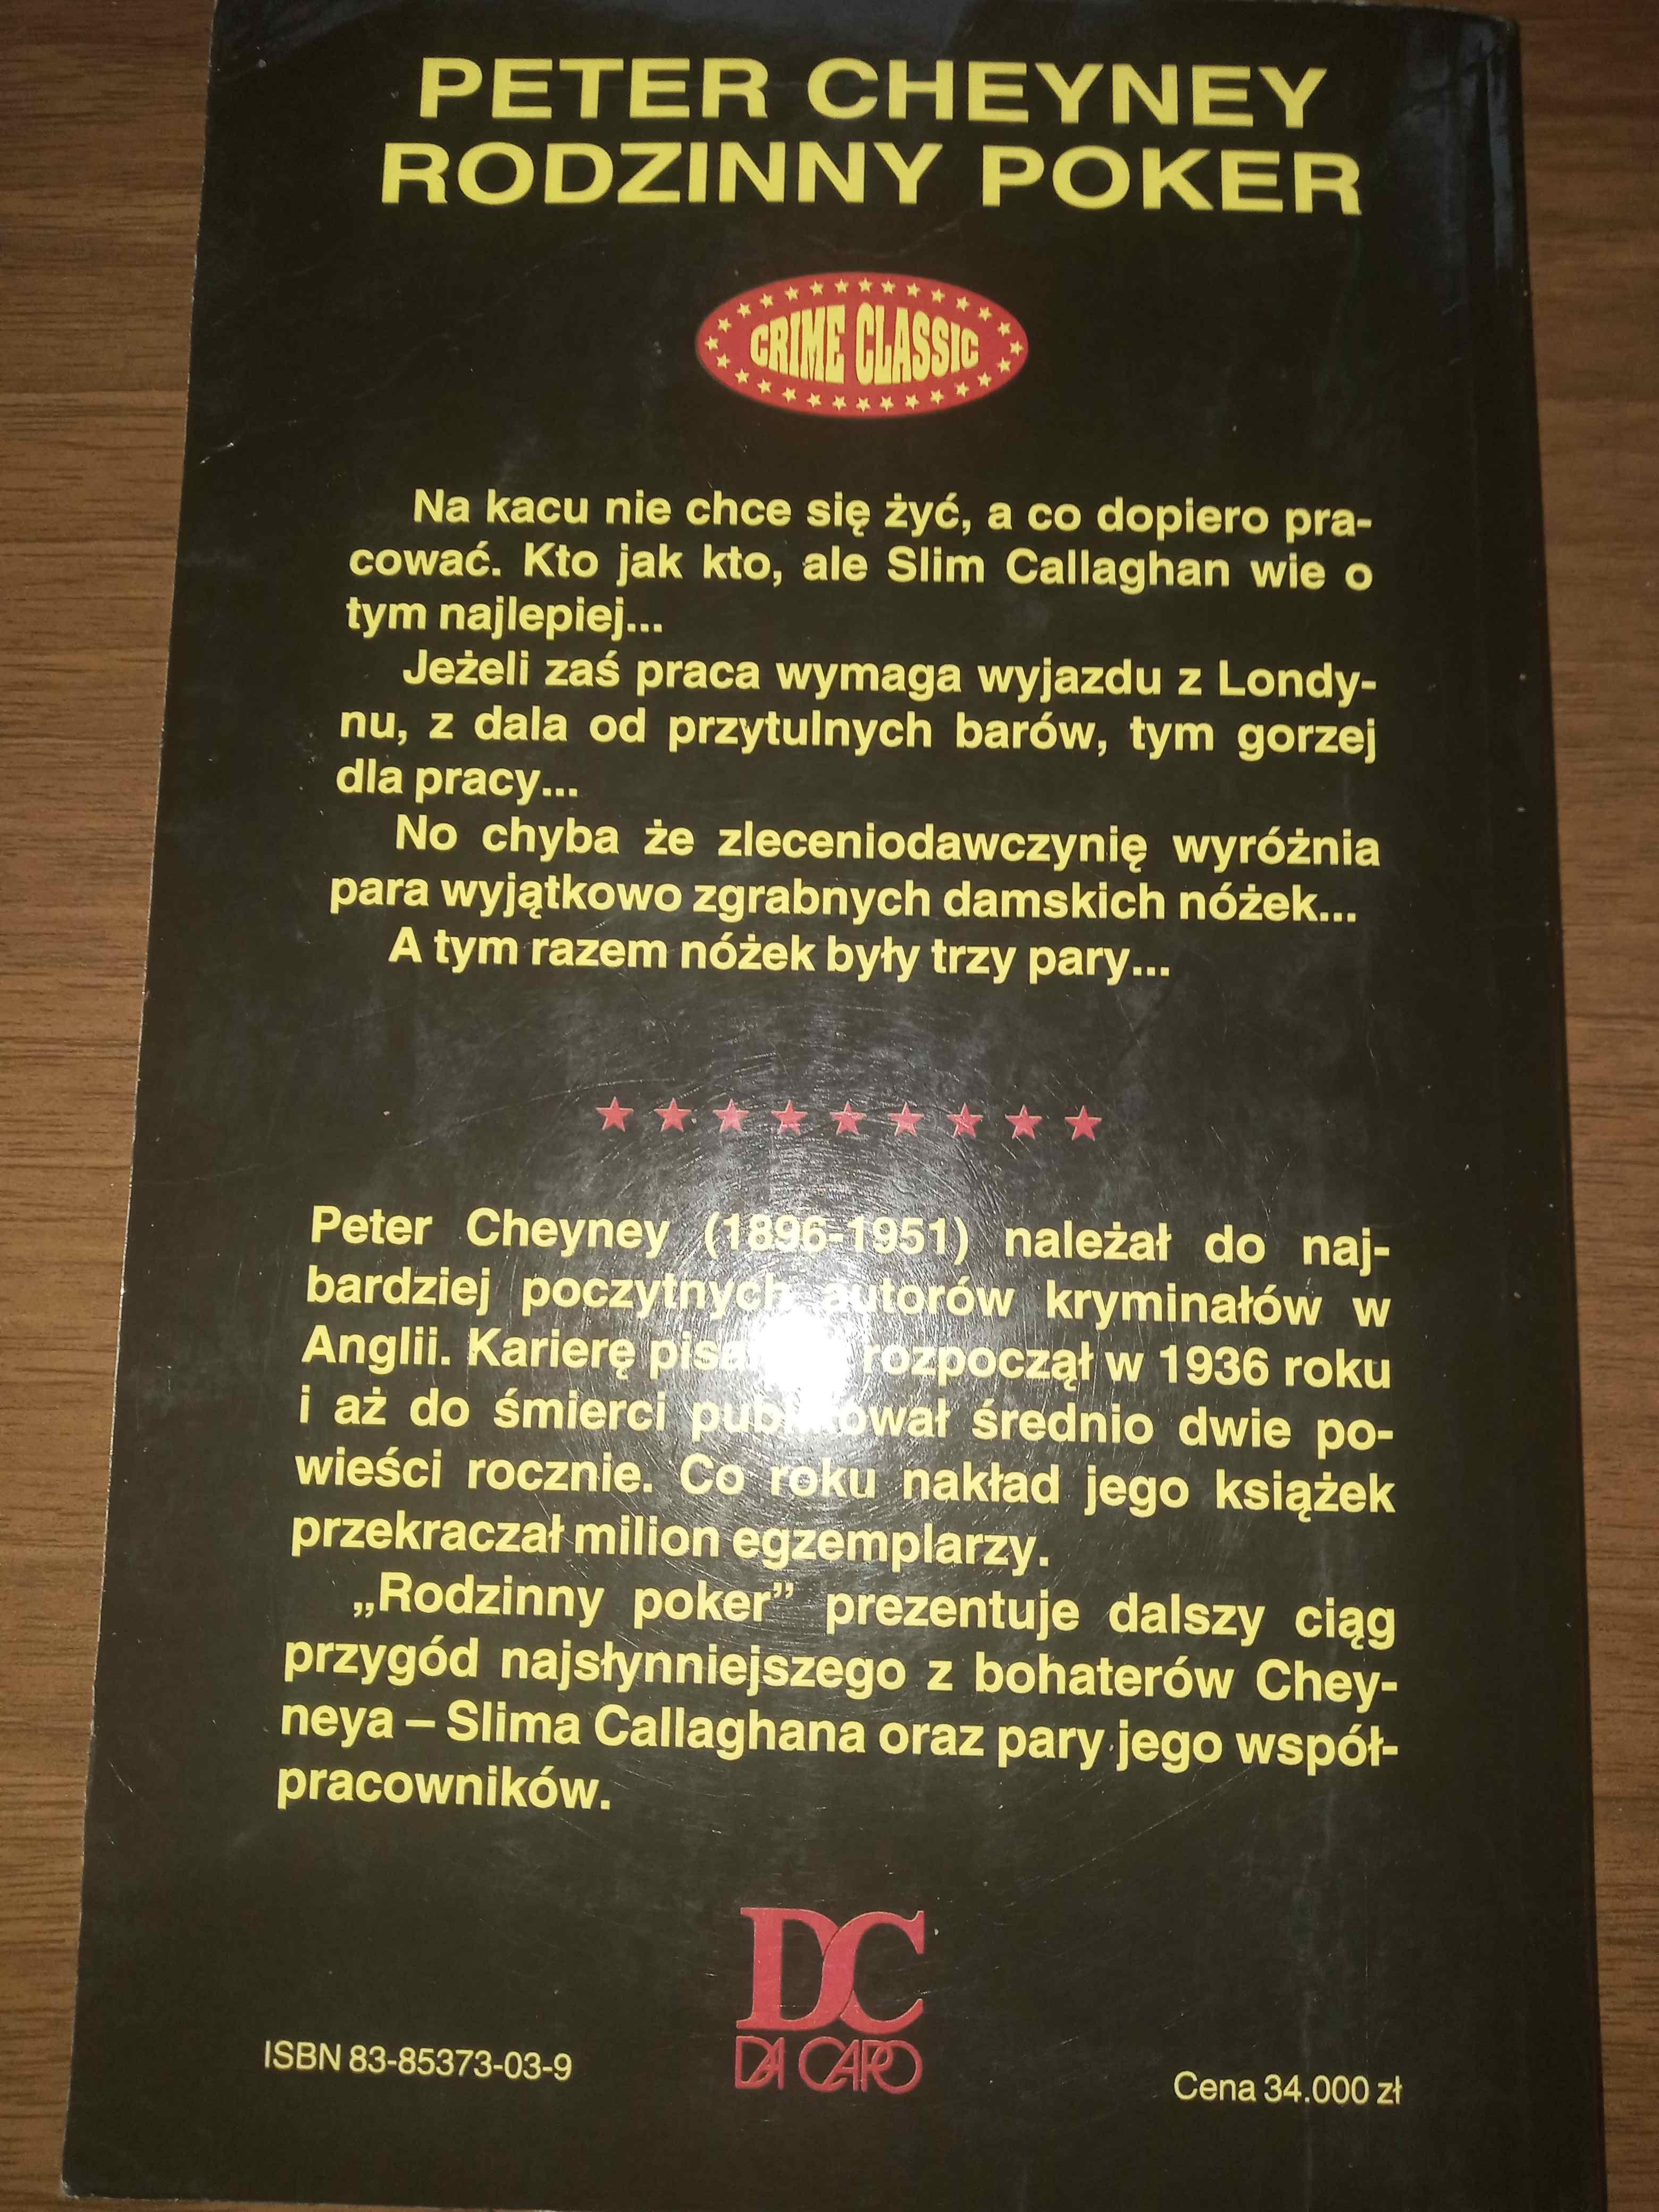 PETER CHEYNEY
RODZINNY POKER
CRIME CLASSIC
Na kacu nie chce się żyć, a co dopiero pra-
cować. Kto jak kto, ale Slim Callaghan wie o
tym najlepiej...
Jeżeli zaś praca wymaga wyjazdu z Londy-
nu, z dala od przytulnych barów, tym gorzej
dla pracy...
No chyba że zleceniodawczynię wyróżnia
para wyjątkowo zgrabnych damskich nóżek...
A tym razem nóżek były trzy pary...
Peter Cheyney (1896-1951) należał do naj-
bardziej poczytnych autorów kryminałów w
Anglii. Karierę rozpoczął w 1936 roku
i aż do śmierci publikował średnio dwie po-
wieści rocznie. Co roku nakład jego książek
przekraczał milion egzemplarzy.
„Rodzinny poker” prezentuje dalszy ciąg
przygód najsłynniejszego z bohaterów Chey-
neya – Slima Callaghana oraz pary jego współ-
pracowników.
DC
DA CAPO
ISBN 83-85373-03-9
Cena 34.000 zł